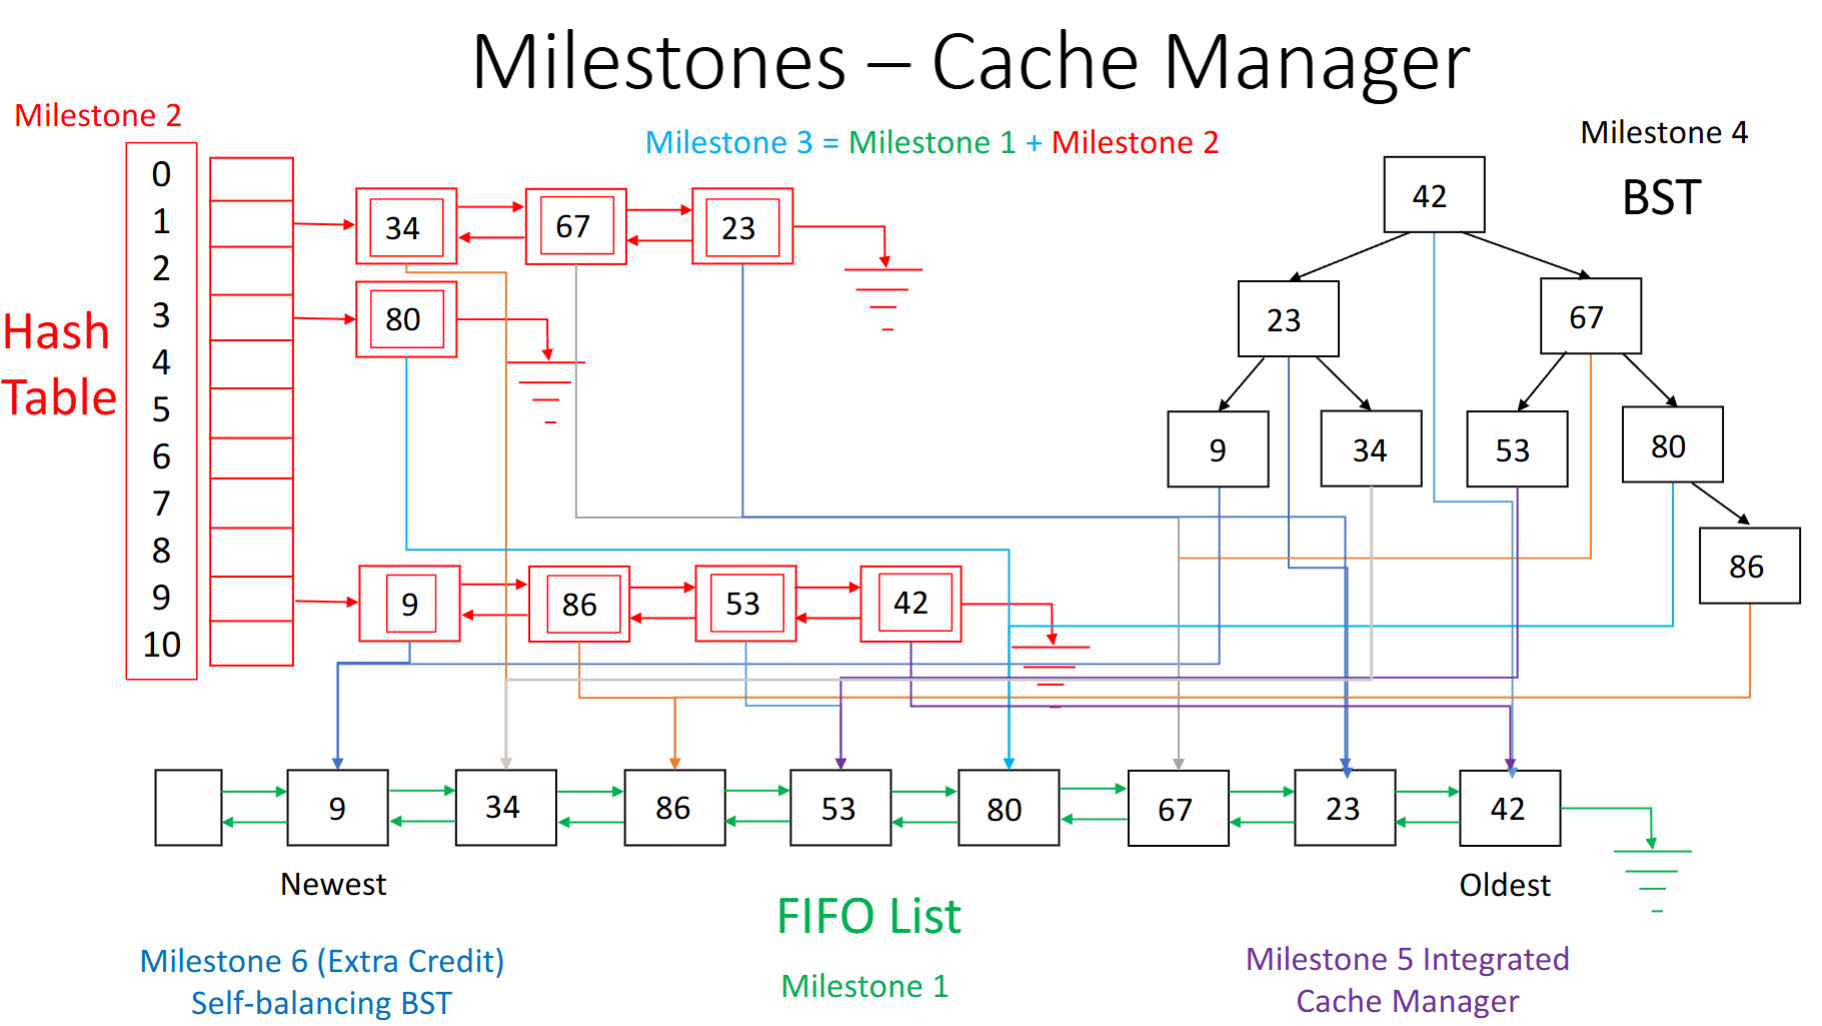 Milestones – Cache Manager
Milestone 2
Milestone 3 = Milestone 1 + Milestone 2
Milestone 4
BST
Hash
Table
0
1
2
3
4
5
6
7
8
9
10
34
67
23
80
9
86
53
42
42
23
67
9
34
53
80
86
9
34
86
53
80
67
23
42
Newest
Oldest
FIFO List
Milestone 1
Milestone 6 (Extra Credit)
Self-balancing BST
Milestone 5 Integrated
Cache Manager